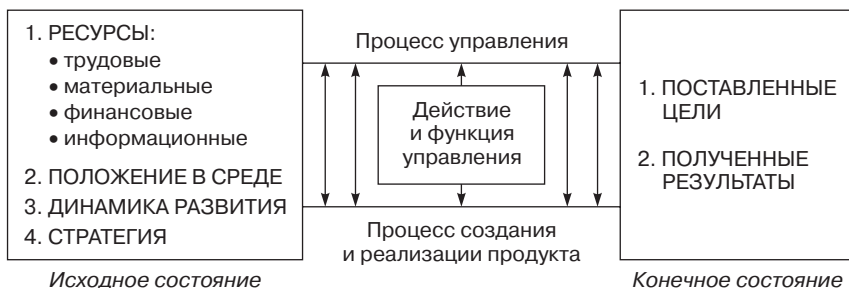 1. РЕСУРСЫ:
• трудовые
• материальные
• финансовые
• информационные
2. ПОЛОЖЕНИЕ В СРЕДЕ
3. ДИНАМИКА РАЗВИТИЯ
4. СТРАТЕГИЯ
Исходное состояние
Процесс управления
Действие
и функция
управления
Процесс создания
и реализации продукта
1. ПОСТАВЛЕННЫЕ
ЦЕЛИ
2. ПОЛУЧЕННЫЕ
РЕЗУЛЬТАТЫ
Конечное состояние